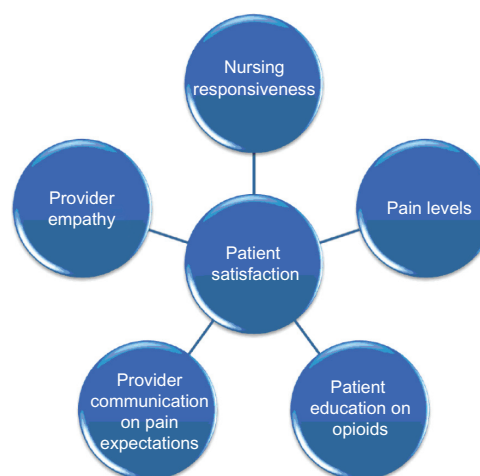 Nursing
responsiveness
Provider
empathy
Pain levels
Patient
satisfaction
Provider
communication
on pain
expectations
Patient
education on
opioids